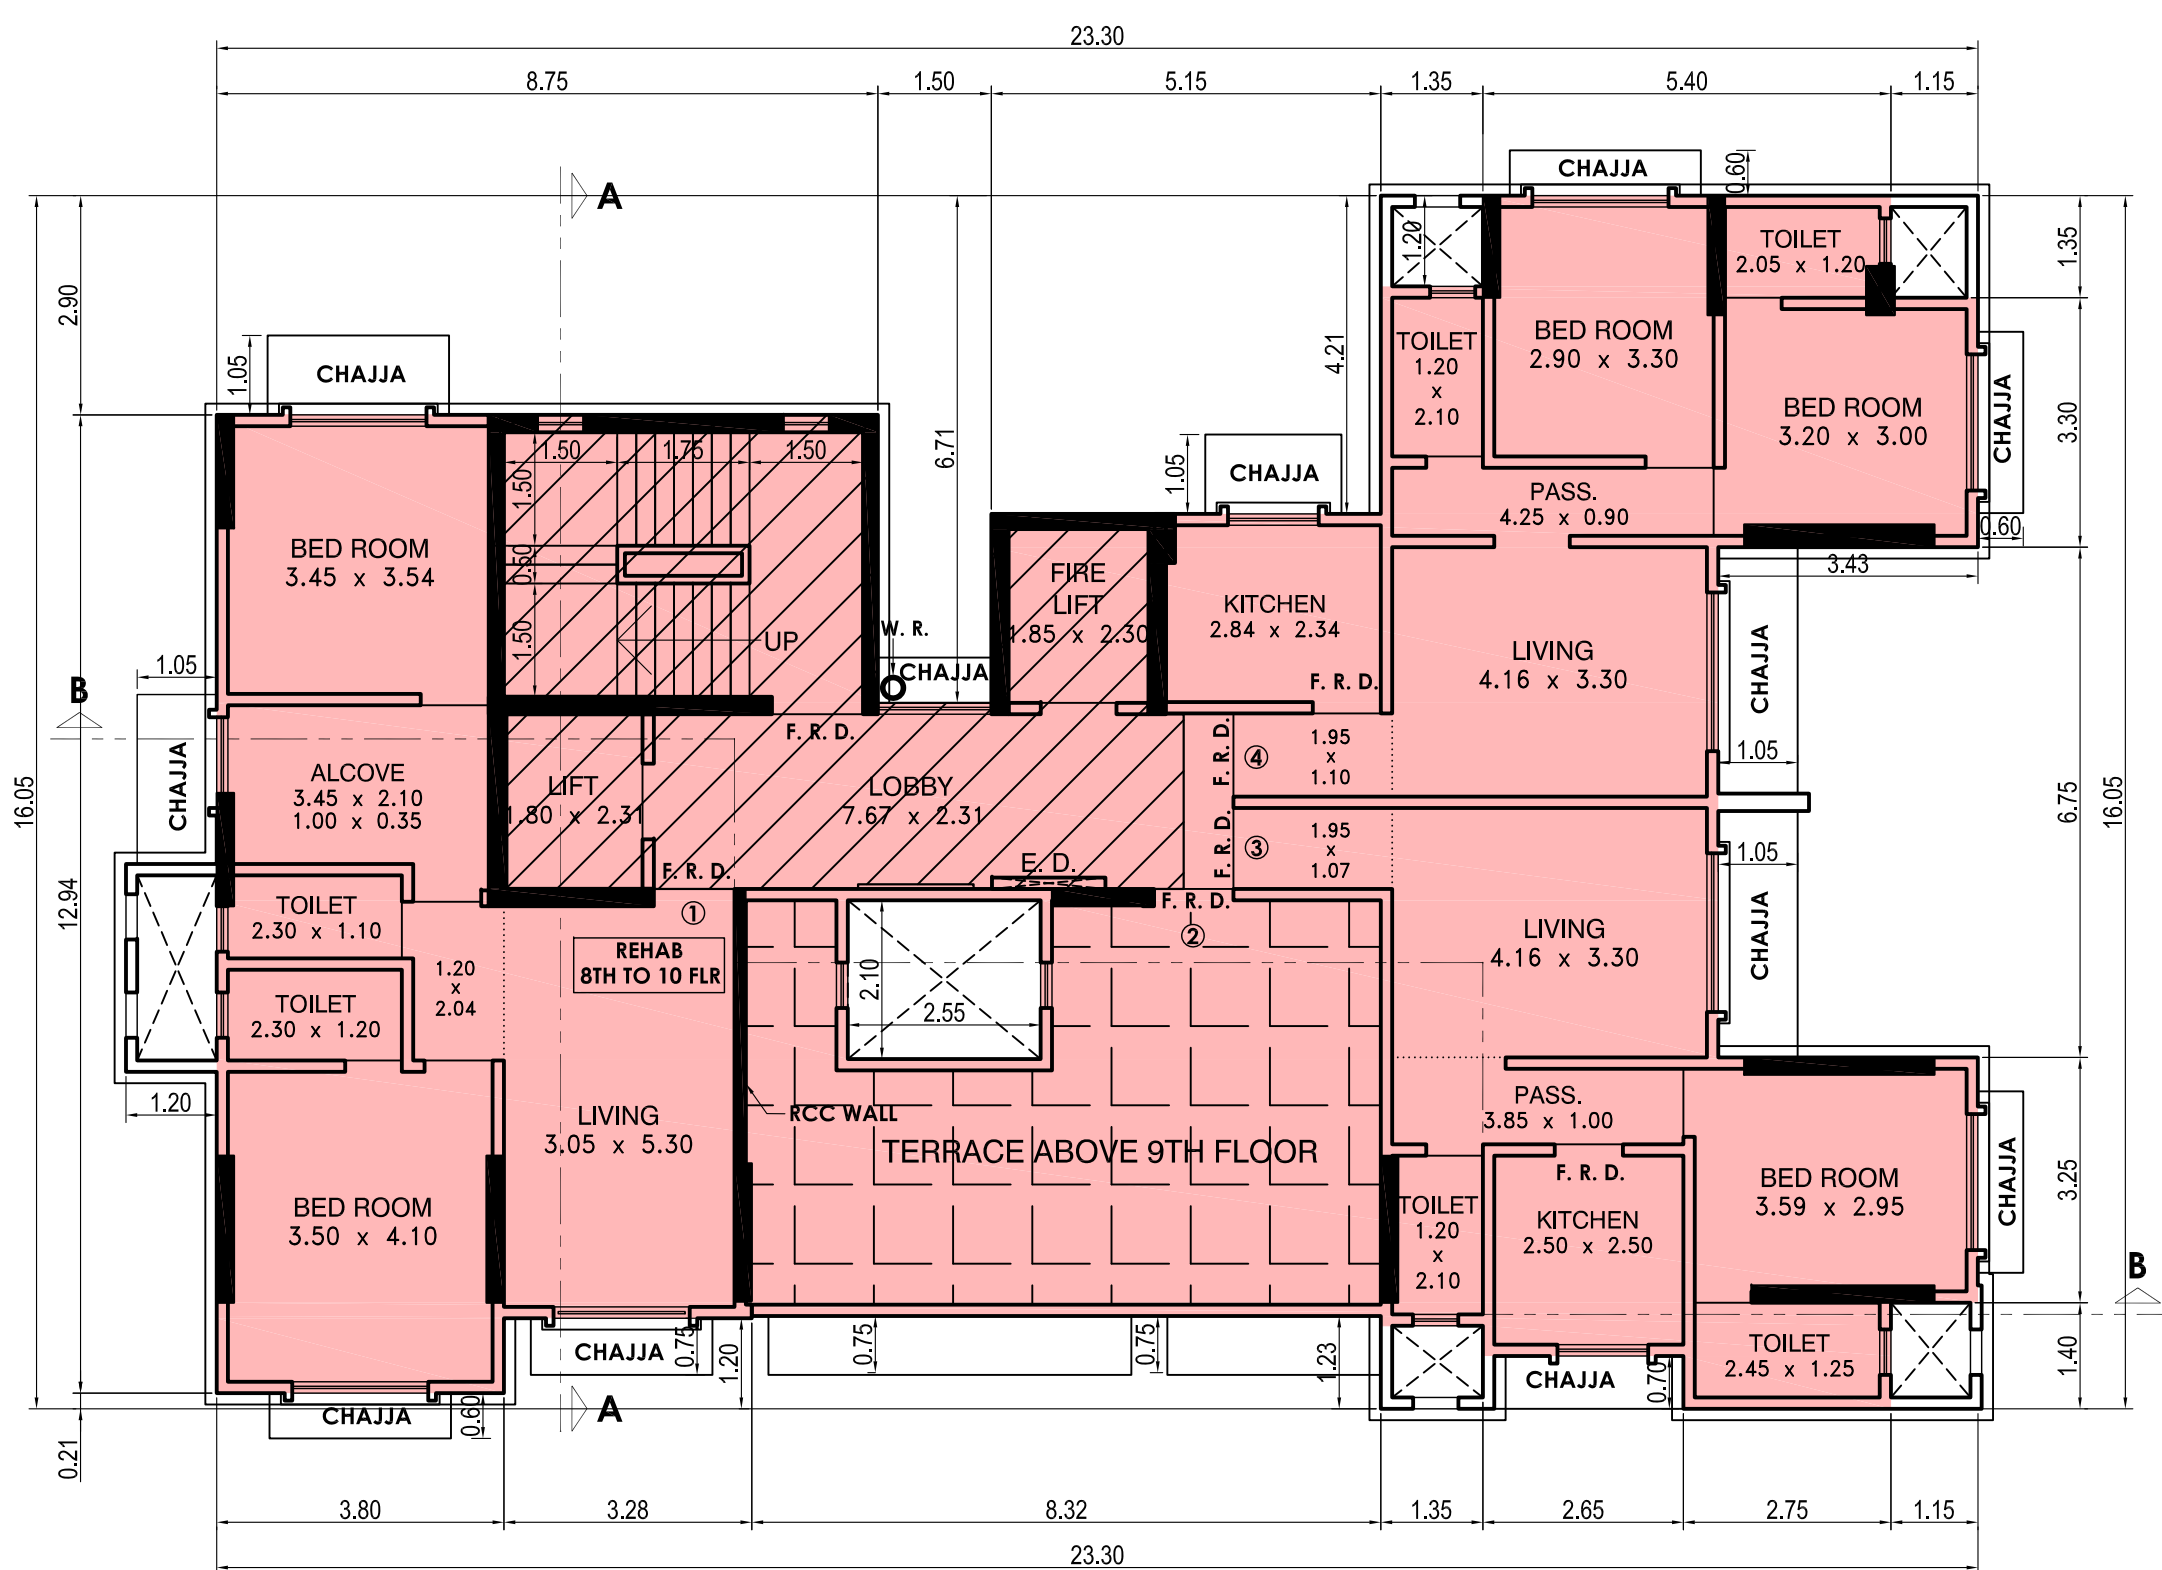 23.30
8.75
1.50
5.15
1.35
5.40
1.15
CHAJJA
0.60
A
2.90
16.05
1.20
TOILET
2.05 x 1.20
1.35
4.21
6.71
TOILET
1.20
x
2.10
BED ROOM
2.90 x 3.30
BED ROOM
3.20 x 3.00
CHAJJA
3.30
1.05
CHAJJA
1.50
1.75
1.50
1.50
0.50
1.50
UP
1.05
CHAJJA
PASS.
4.25 x 0.90
0.60
3.43
BED ROOM
3.45 x 3.54
FIRE
LIFT
1.85 x 2.30
KITCHEN
2.84 x 2.34
F. R. D.
LIVING
4.16 x 3.30
CHAJJA
W. R.
CHAJJA
1.05
B
CHAJJA
ALCOVE
3.45 x 2.10
1.00 x 0.35
LIFT
1.80 x 2.31
F. R. D.
LOBBY
7.67 x 2.31
F. R. D.
④
1.95
x
1.10
1.05
6.75
16.05
F. R. D.
③
1.95
x
1.07
1.05
E. D.
F. R. D.
①
F. R. D.
②
12.94
TOILET
2.30 x 1.10
REHAB
8TH TO 10 FLR
2.10
2.55
LIVING
4.16 x 3.30
CHAJJA
1.20
x
2.04
TOILET
2.30 x 1.20
1.20
LIVING
3.05 x 5.30
RCC WALL
TERRACE ABOVE 9TH FLOOR
PASS.
3.85 x 1.00
F. R. D.
BED ROOM
3.50 x 4.10
TOILET
1.20
x
2.10
KITCHEN
2.50 x 2.50
BED ROOM
3.59 x 2.95
CHAJJA
3.25
B
TOILET
2.45 x 1.25
1.40
CHAJJA
0.75
1.20
0.75
0.75
1.23
CHAJJA
0.70
CHAJJA
0.60
A
0.21
3.80
3.28
8.32
1.35
2.65
2.75
1.15
23.30